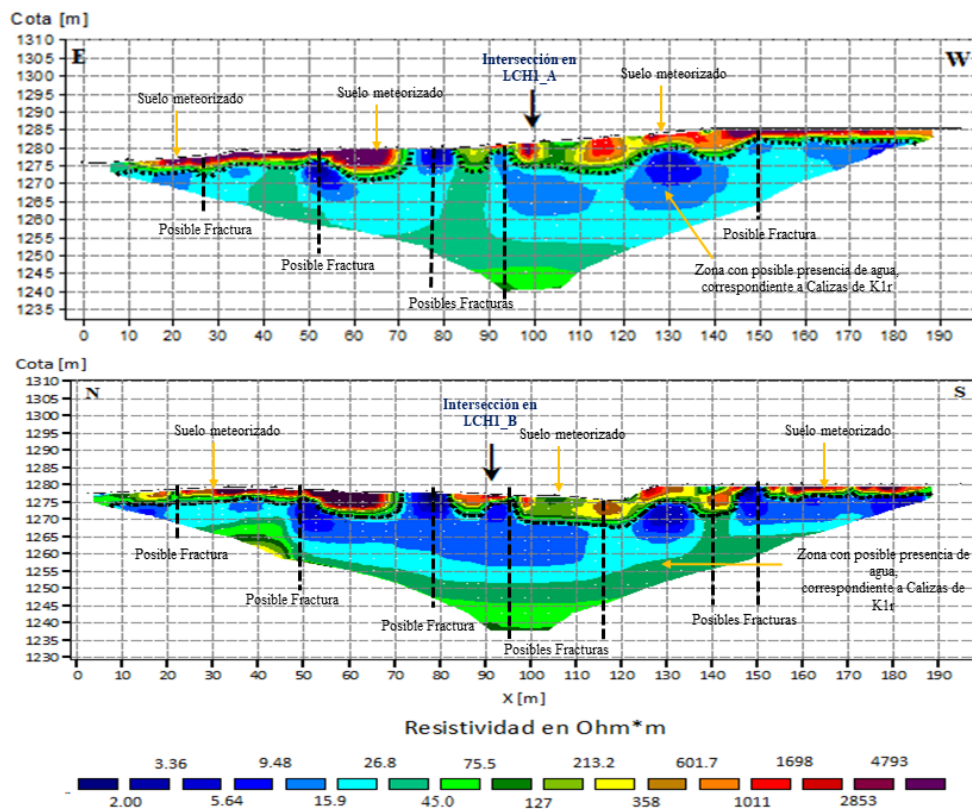 Cota [m]
1310
1305
1300
1295
1290
1285
1280
1275
1270
1265
1260
1255
1250
1245
1240
1235
E
W
Intersección en
LCH1_A
Suelo meteorizado
Suelo meteorizado
Suelo meteorizado
Posible Fractura
Posible Fractura
Posibles Fracturas
Posible Fractura
Zona con posible presencia de agua,
correspondiente a Calizas de K1r
0 10 20 30 40 50 60 70 80 90 100 110 120 130 140 150 160 170 180 190
Cota [m]
1310
1305
1300
1295
1290
1285
1280
1275
1270
1265
1260
1255
1250
1245
1240
1235
1230
N
S
Intersección en
LCH1_B
Suelo meteorizado
Suelo meteorizado
Suelo meteorizado
Posible Fractura
Posible Fractura
Posible Fractura
Posibles Fracturas
Posibles Fracturas
Zona con posible presencia de
agua,
correspondiente a Calizas de
K1r
0 10 20 30 40 50 60 70 80 90 100 110 120 130 140 150 160 170 180 190
X [m]
Resistividad en Ohm*m
3.36 9.48 26.8 75.5 213.2 601.7 1698 4793
2.00 5.64 15.9 45.0 127 358 1011 2853